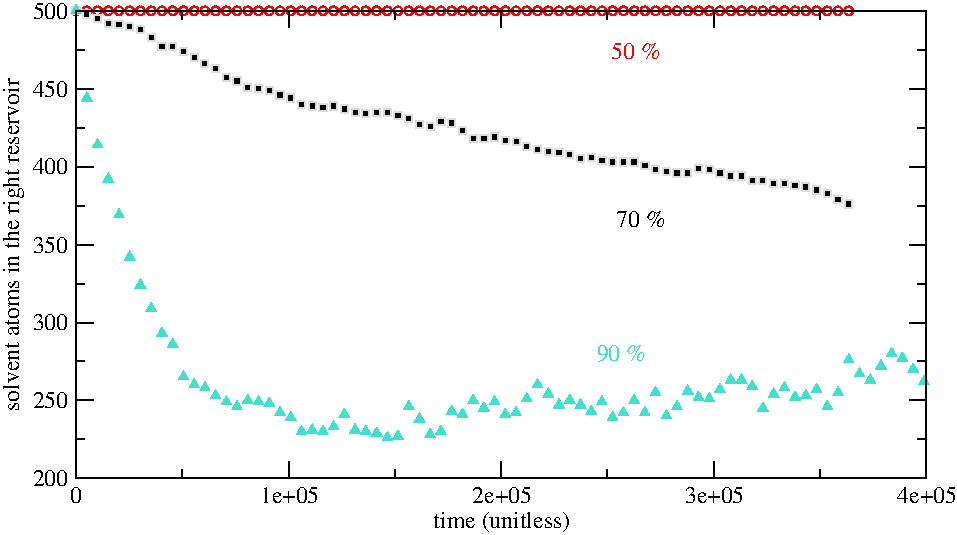 500
450
400
350
300
250
200
solvent atoms in the right reservoir
50 %
70 %
90 %
0
1e+05
2e+05
3e+05
4e+05
time (unitless)